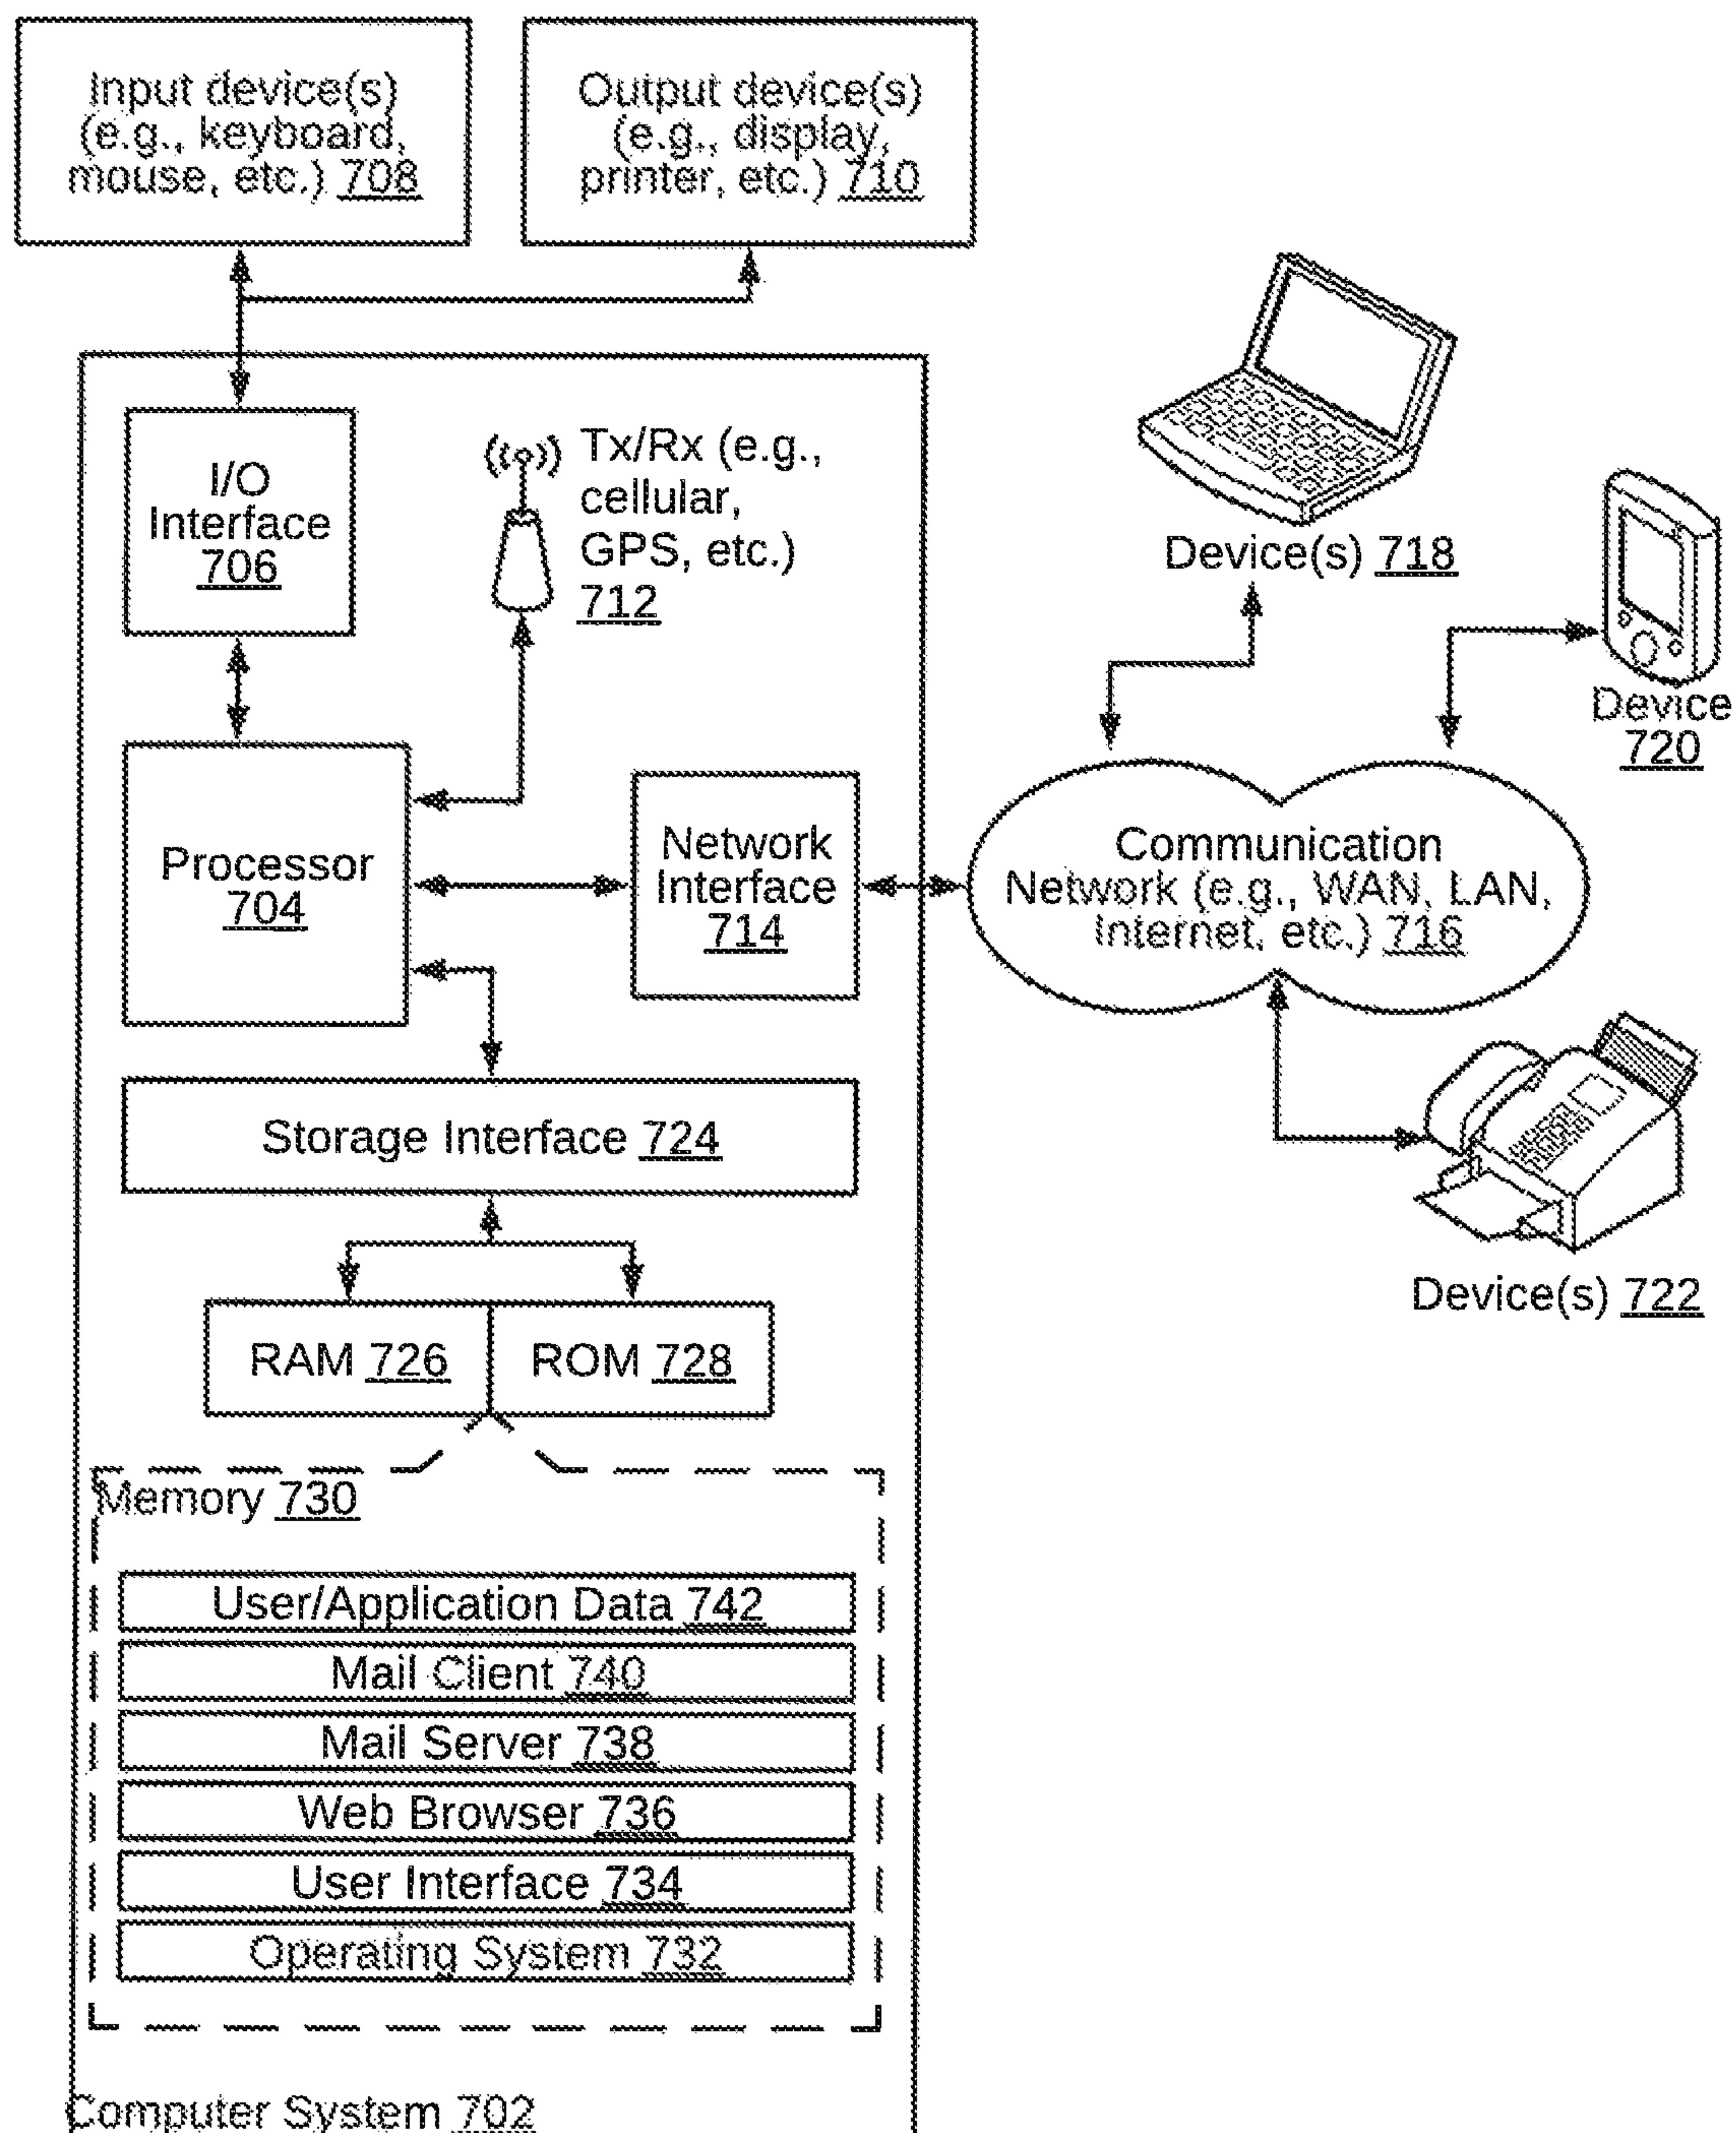 Input device(s)
(e.g., keyboard,
mouse, etc.) 708
Output device(s)
(e.g., display,
printer, etc.) 710
I/O
Interface
706
Tx/Rx (e.g.,
cellular,
GPS, etc.)
712
Device(s) 718
Device
720
Processor
704
Network
Interface
714
Communication
Network (e.g., WAN, LAN,
Internet, etc.) 716
Storage Interface 724
Device(s) 722
RAM 726
ROM 728
Memory 730
User/Application Data 742
Mail Client 740
Mail Server 738
Web Browser 736
User Interface 734
Operating System 732
Computer System 702